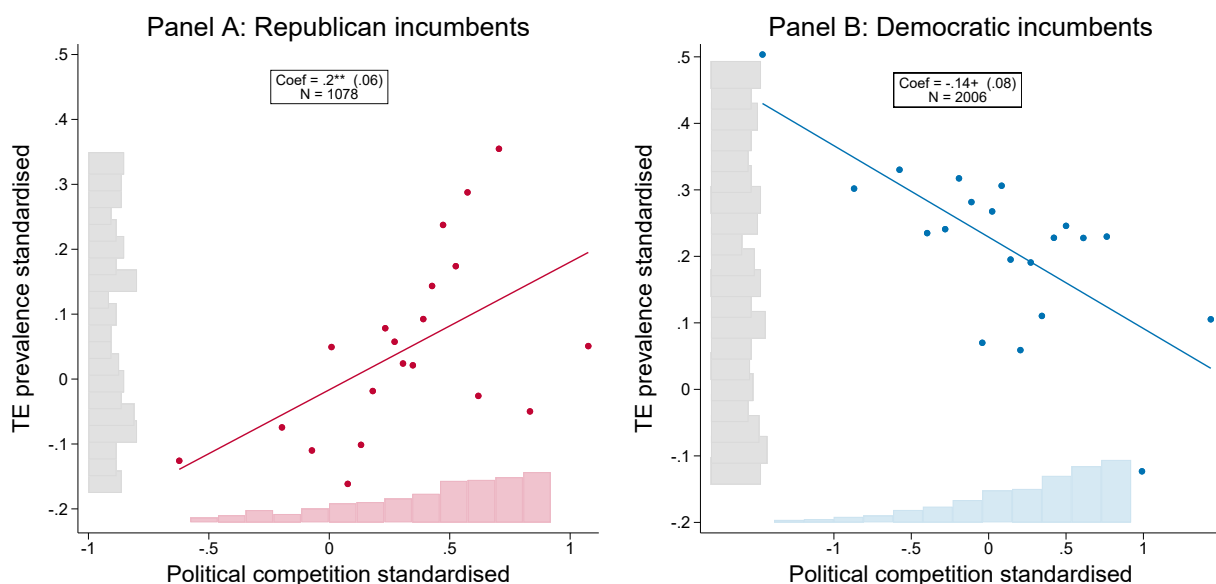 Panel A: Republican incumbents
Coef = .2** (.06)
N = 1078
TE prevalence standardised
.5
.4
.3
.2
.1
0
-.1
-.2
-1
-.5
0
.5
1
Political competition standardised
Panel B: Democratic incumbents
Coef = -.14+ (.08)
N = 2006
TE prevalence standardised
.5
.4
.3
.2
.1
0
-.1
-.2
-1
-.5
0
.5
1
Political competition standardised